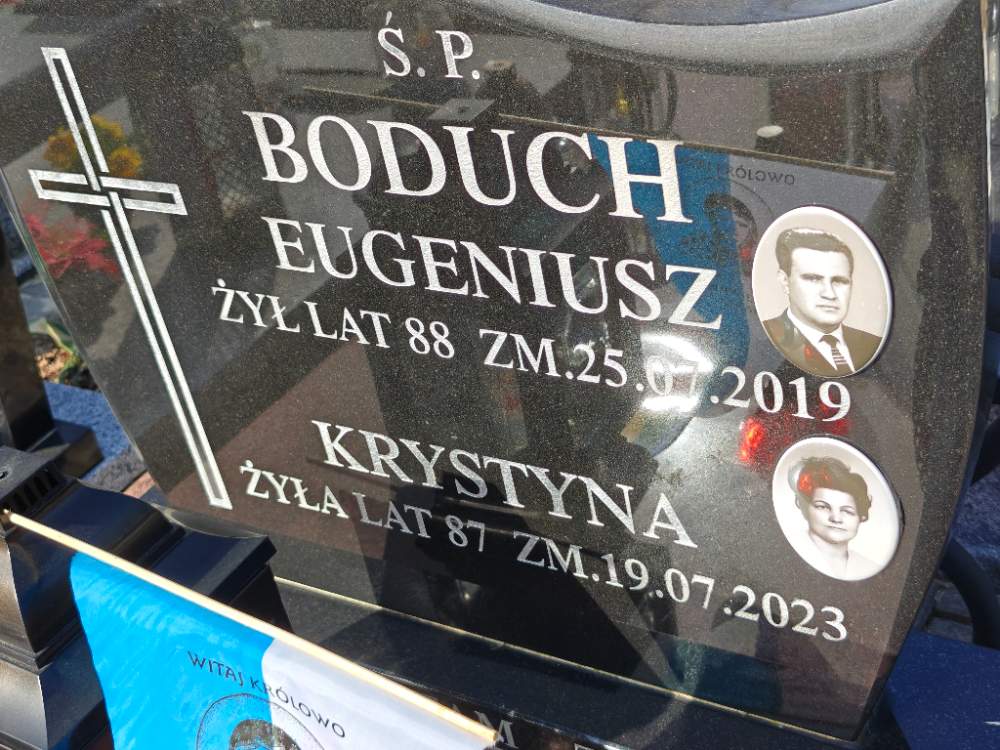 Ś. P.
BODUCH
EUGENIUSZ
ŻYŁ LAT 88 ZM.25.07.2019
KRYSTYNA
ŻYŁA LAT 87 ZM.19.07.2023
WITAJ KRÓLOWO